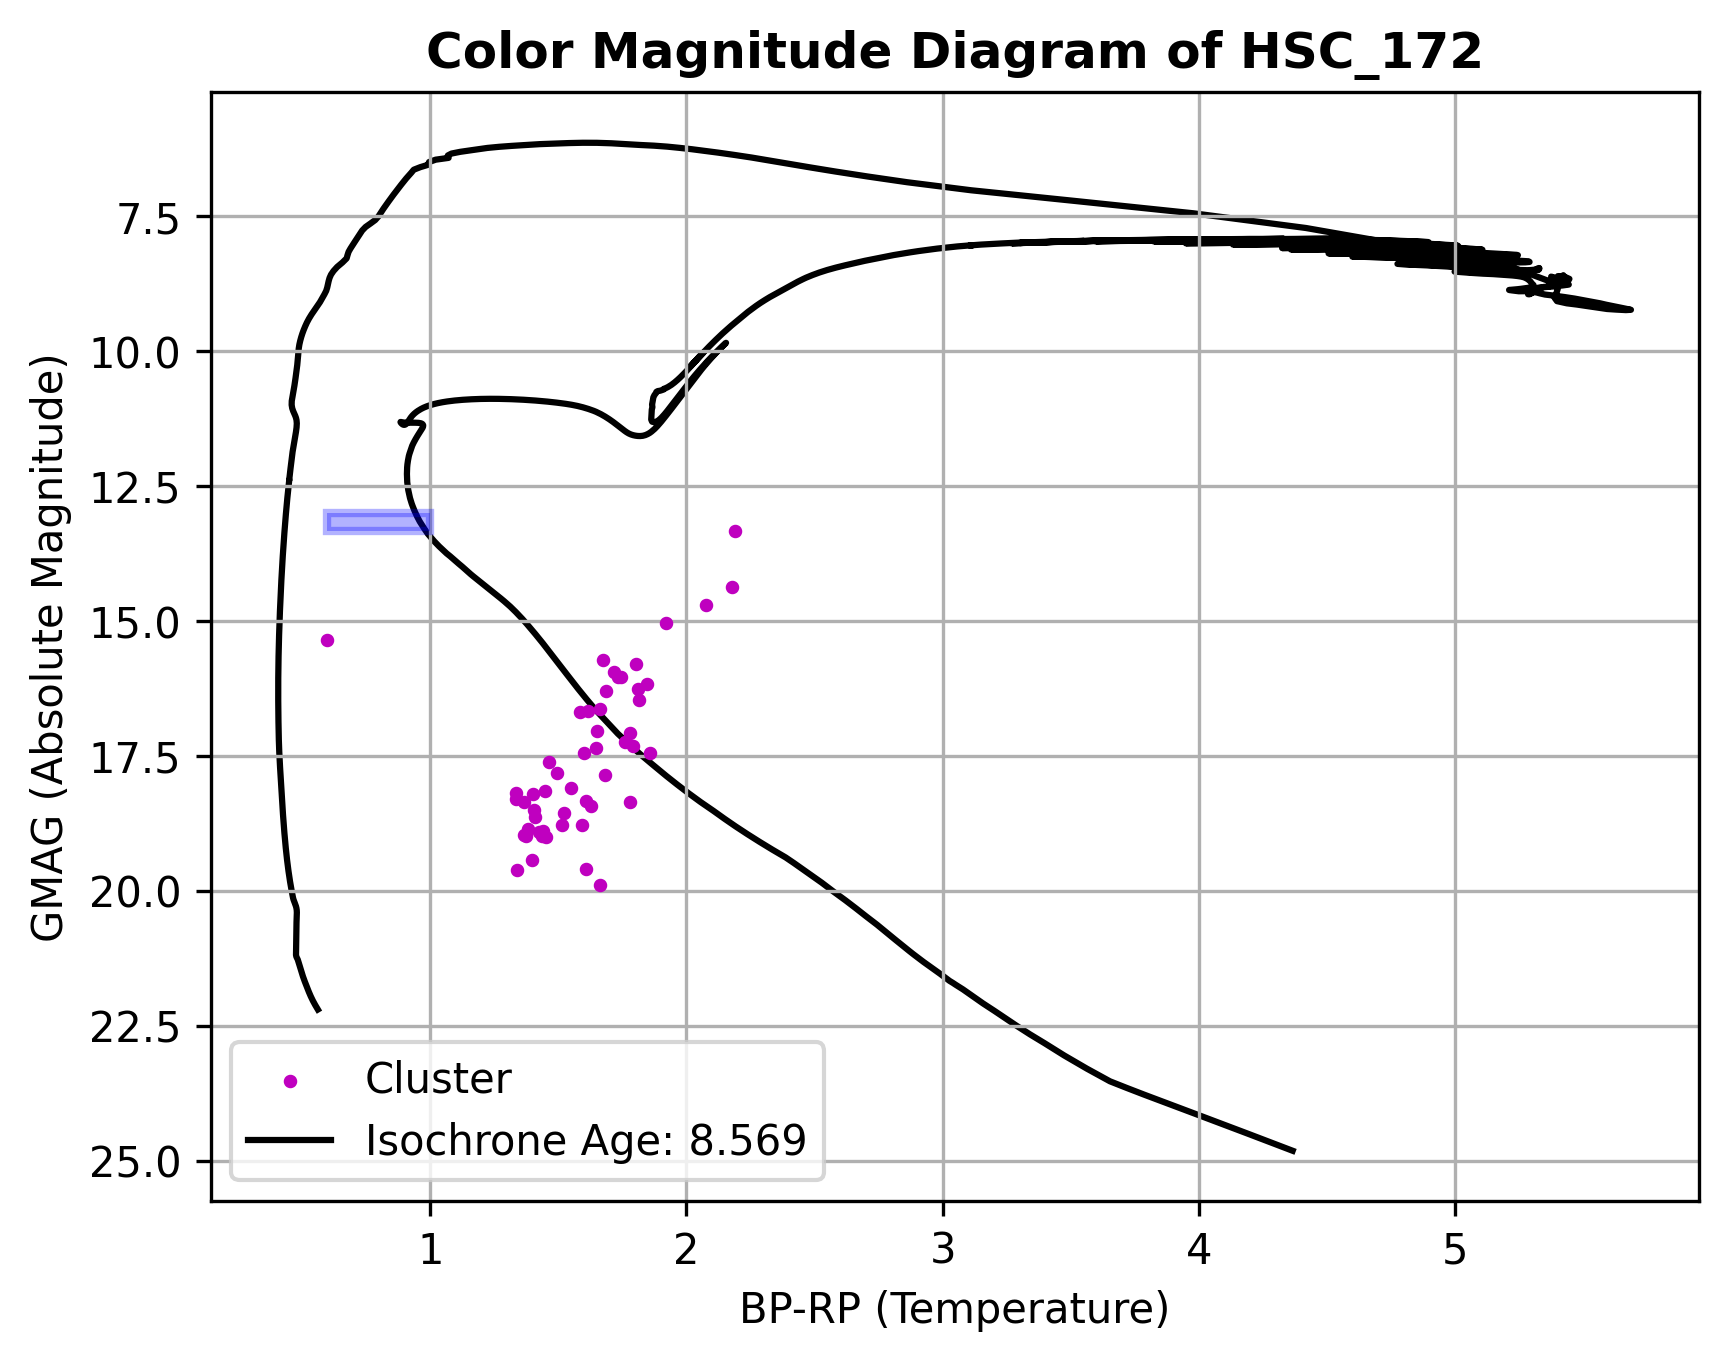 Color Magnitude Diagram of HSC_172
GMAG (Absolute Magnitude)
7.5
10.0
12.5
15.0
17.5
20.0
22.5
25.0
Cluster
Isochrone Age: 8.569
1 2 3 4 5
BP-RP (Temperature)